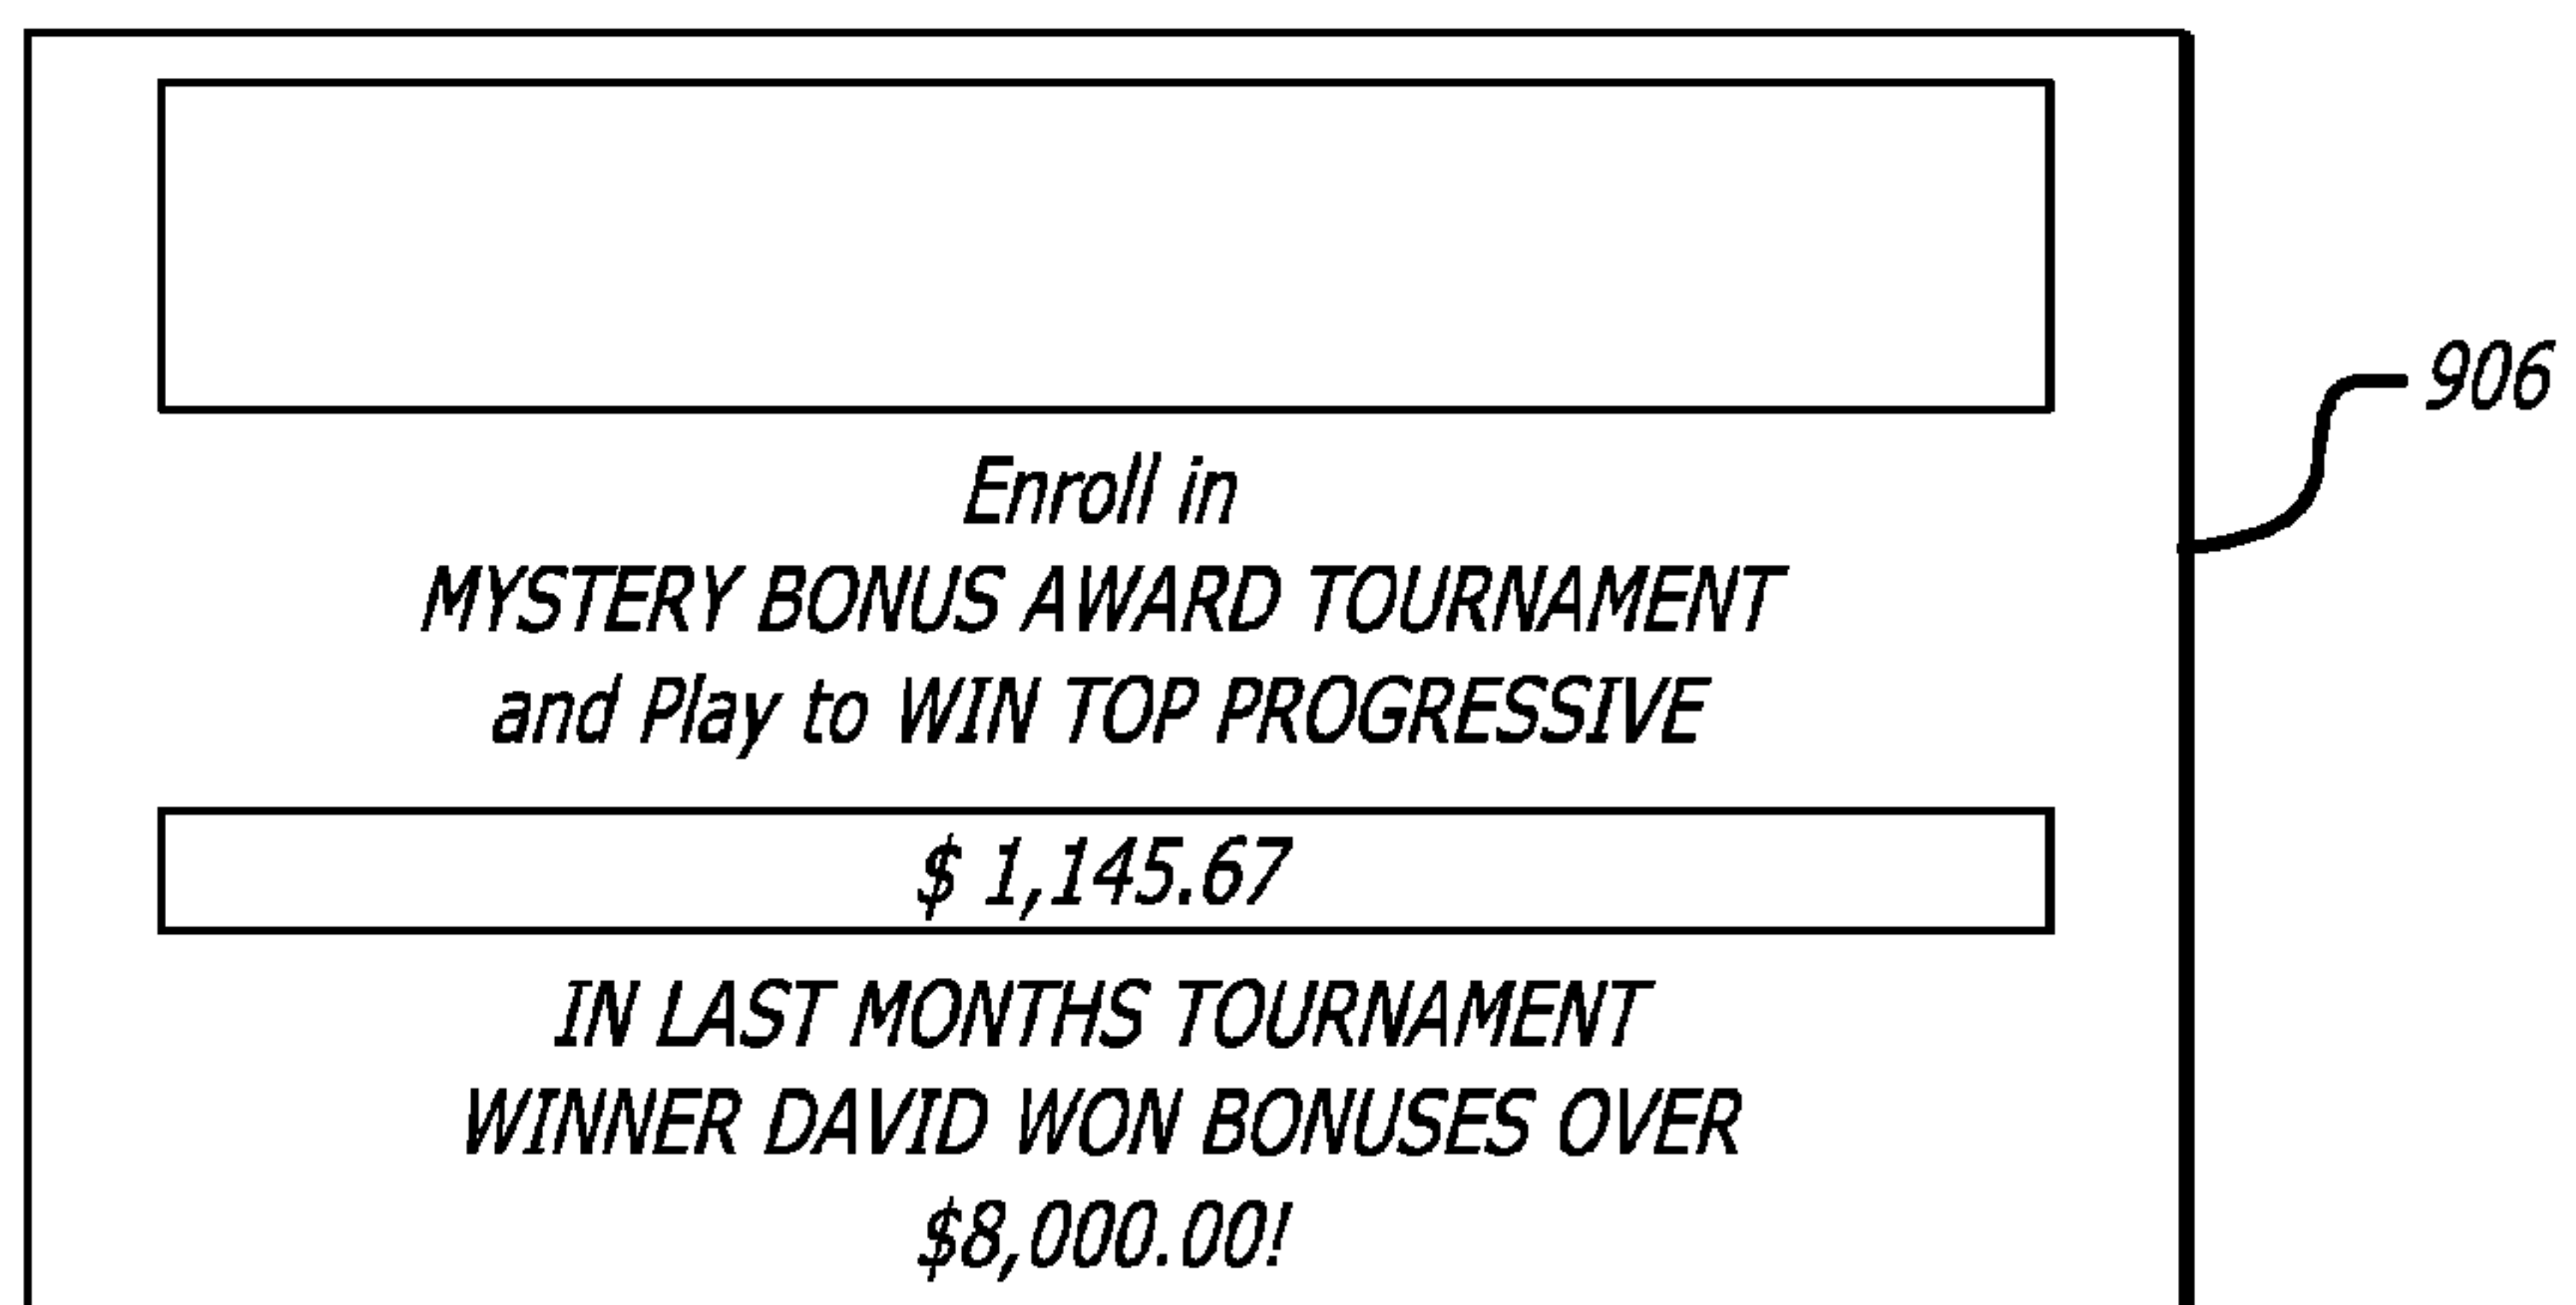 Enroll in
MYSTERY BONUS AWARD TOURNAMENT
and Play to WIN TOP PROGRESSIVE
$ 1,145.67
IN LAST MONTHS TOURNAMENT
WINNER DAVID WON BONUSES OVER
$8,000.00!
906